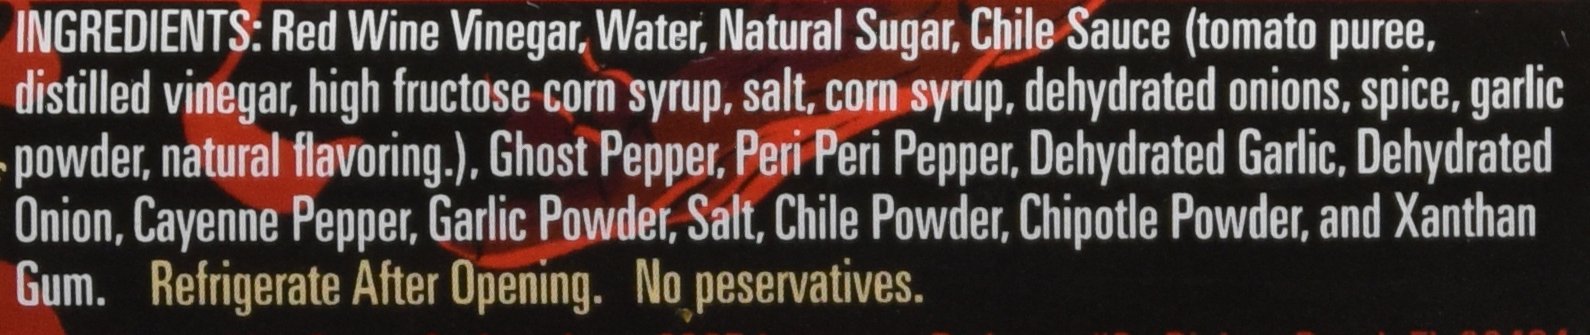 INGREDIENTS: Red Wine Vinegar, Water, Natural Sugar, Chile Sauce (tomato puree,
distilled vinegar, high fructose corn syrup, salt, corn syrup, dehydrated onions, spice, garlic
powder, natural flavoring.), Ghost Pepper, Peri Peri Pepper, Dehydrated Garlic, Dehydrated
Onion, Cayenne Pepper, Garlic Powder, Salt, Chile Powder, Chipotle Powder, and Xanthan
Gum. Refrigerate After Opening. No peservatives.